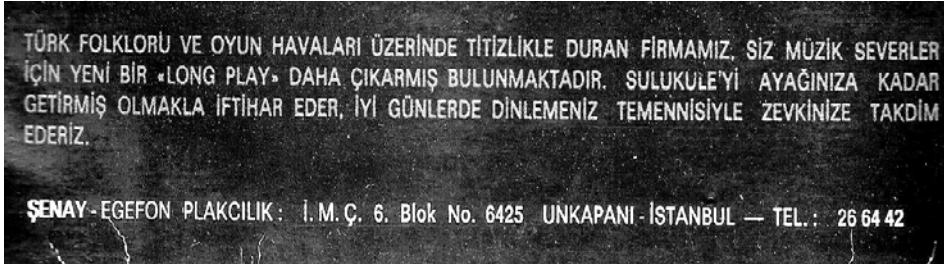 TÜRK FOLKLORÜ VE OYUN HAVALARI ÜZERİNDE TİTİZLİKLE DURAN FİRMAMIZ, SİZ MÜZİK SEVERLER
İÇİN YENİ BİR «LONG PLAY» DAHA ÇIKARMIŞ BULUNMAKTADIR. SULUKULE'Yİ AYAĞINIZA KADAR
GETİRMİŞ OLMAKLA İFTİHAR EDER, İYİ GÜNLERDE DİNLEMENİZ TEMENNİSİYLE ZEVKİNİZE TAKDİM
EDERİZ.
ŞENAY - EGEFON PLAKCILIK : İ. M. Ç. 6. Blok No. 6425 UNKAPANI - İSTANBUL — TEL. : 26 64 42